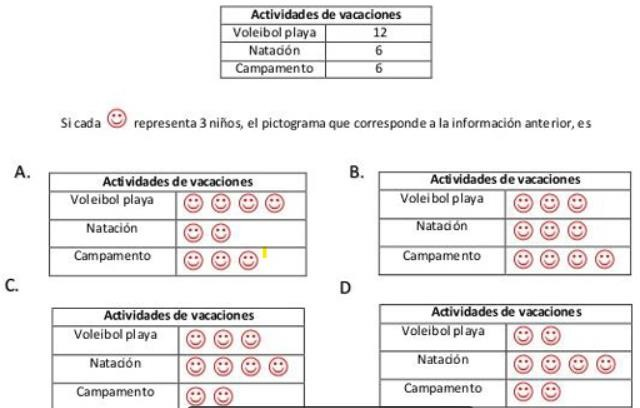 Actividades de vacaciones
Voleibol playa 12
Natación 6
Campamento 6
Si cada representa 3 niños, el pictograma que corresponde a la información anterior, es
A.
Actividades de vacaciones
Voleibol playa
Natación
Campamento
B.
Actividades de vacaciones
Voleibol playa
Natación
Campamento
C.
Actividades de vacaciones
Voleibol playa
Natación
Campamento
D
Actividades de vacaciones
Voleibol playa
Natación
Campamento